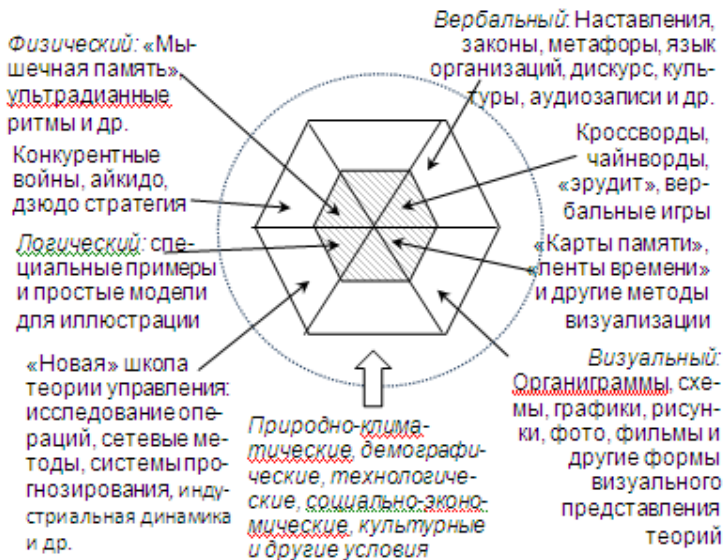 Физический: «Мы-
шечная память»,
ультрадианные
ритмы и др.
Конкурентные
войны, айкидо,
дзюдо стратегия
Логический: спе-
циальные примеры
и простые модели
для иллюстрации
«Новая» школа
теории управления:
исследование опе-
раций, сетевые ме-
тоды, системы про-
гнозирования, инду-
стриальная динамика
и др.
Природно-клима-
тические, демографи-
ческие, технологиче-
ские, социально-эконо-
мические, культурные
и другие условия
Вербальный: Наставления,
законы, метафоры, язык
организаций, дискурс, куль-
туры, аудиозаписи и др.
Кроссворды,
чайнворды,
«эрудит», вер-
бальные игры
«Карты памяти»,
«ленты времени»
и другие методы
визуализации
Визуальный:
Органиграммы, схе-
мы, графики, рисун-
ки, фото, фильмы и
другие формы
визуального
представления
теорий